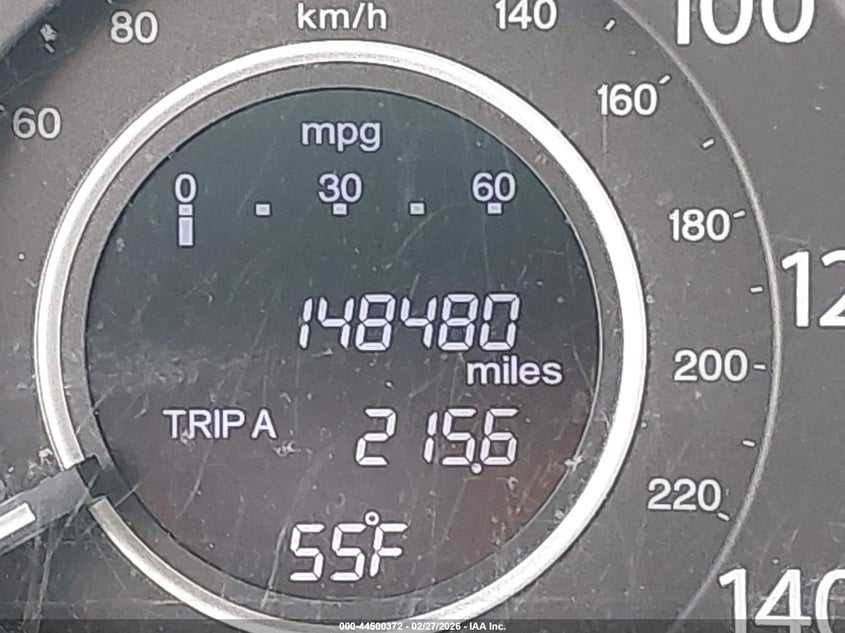 80 km/h 140 100
60 160
mpg
0 30 60
180
12
148480
miles
200
TRIP A 215.6
220
55°F
140
000-44500372 - 02/27/2026 - IAA Inc.